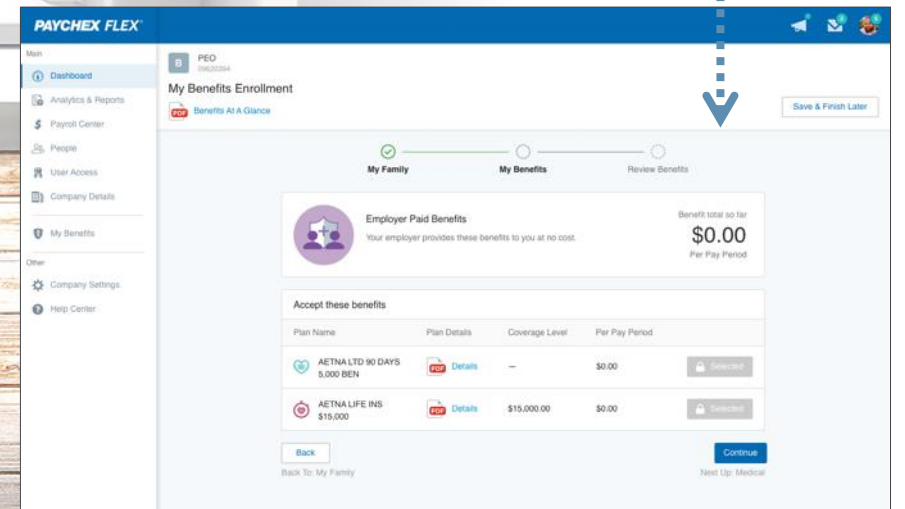 PAYCHEX FLEX
Main
Dashboard
Analytics & Reports
Payroll Center
People
User Access
Company Details
My Benefits
Other
Company Settings
Help Center
B
PEO
My Benefits Enrollment
PDF Benefits At A Glance
Save & Finish Later
My Family
My Benefits
Review Benefits
Employer Paid Benefits
Your employer provides these benefits to you at no cost.
Benefit total so far
$0.00
Per Pay Period
Accept these benefits
Plan Name Plan Details Coverage Level Per Pay Period
AETNA LTD 90 DAYS
5,000 BEN
PDF Details – $0.00 Selected
AETNA LIFE INS
$15,000
PDF Details $15,000.00 $0.00 Selected
Back
Continue
Back To: My Family
Next Up: Medical